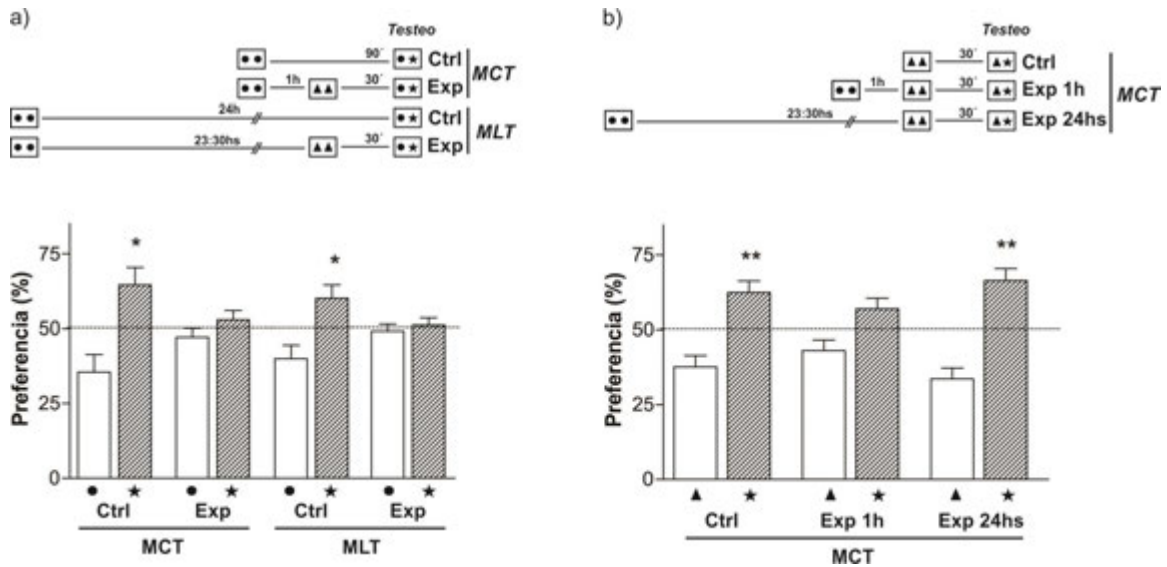 a)
Testeo
90´ Ctrl
1h 30´ Exp
MCT
24h Ctrl
23:30hs 30´ Exp
MLT
Preferencia (%)
75
50
25
0
* *
● ★ ● ★ ● ★ ● ★
Ctrl Exp Ctrl Exp
MCT MLT
b)
Testeo
30´ Ctrl
1h 30´ Exp 1h
23:30hs 30´ Exp 24hs
MCT
Preferencia (%)
75
50
25
0
** **
▲ ★ ▲ ★ ▲ ★
Ctrl Exp 1h Exp 24hs
MCT